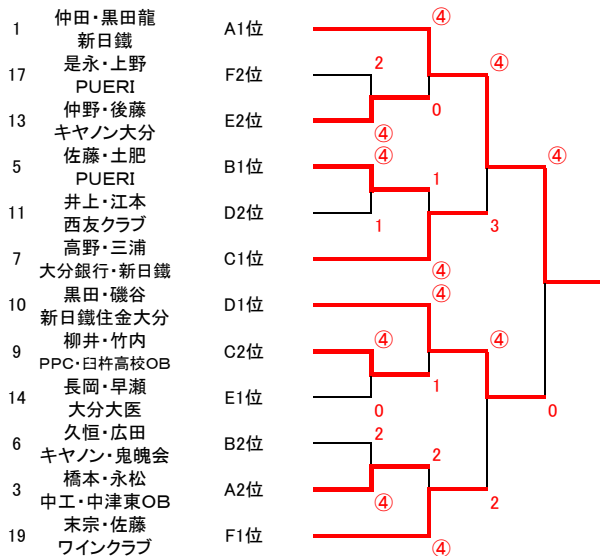 仲田・黒田龍
1 A1位 ④
新日鐵
是永・上野 ④
17 F2位 2
PUERI
仲野・後藤 0
13 E2位
キヤノン大分 ④
佐藤・土肥 ④ ④
5 B1位
PUERI 1
井上・江本
11 D2位 1 3
西友クラブ
高野・三浦
7 C1位
大分銀行・新日鐵 ④
黒田・磯谷 ④
10 D1位
新日鐵住金大分
柳井・竹内 ④ ④
9 C2位
PPC・臼杵高校OB 1
長岡・早瀬
14 E1位 0 0
大分大医
久恒・広田 2
6 B2位
キヤノン・鬼魄会 2
橋本・永松
3 A2位 ④ 2
中工・中津東OB
末宗・佐藤
19 F1位 ④
ワインクラブ